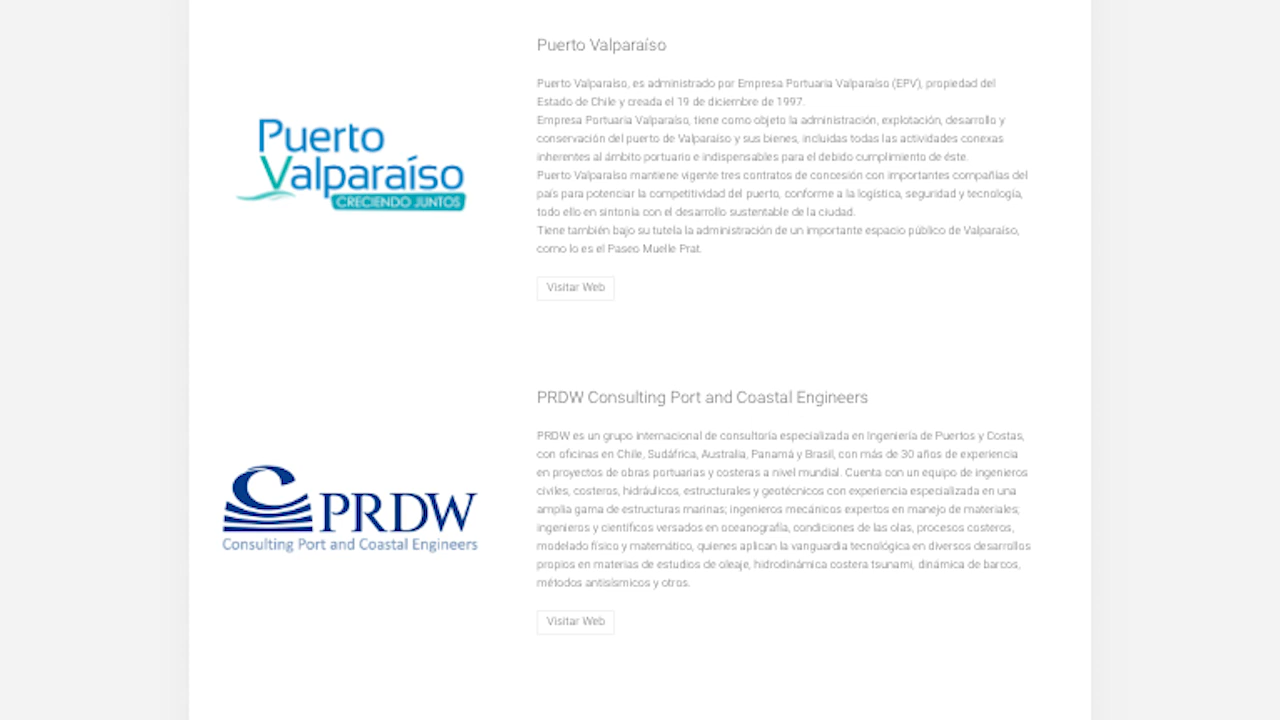 Puerto Valparaíso
Puerto
Valparaíso
CRECIENDO JUNTOS
Puerto Valparaíso, es administrado por Empresa Portuaria Valparaíso (EPV), propiedad del
Estado de Chile y creada el 19 de diciembre de 1997.
Empresa Portuaria Valparaíso, tiene como objeto la administración, explotación, desarrollo y
conservación del puerto de Valparaíso y sus bienes, incluidas todas las actividades conexas
inherentes al ámbito portuario e indispensables para el debido cumplimiento de éste.
Puerto Valparaíso mantiene vigente tres contratos de concesión con importantes compañías del
país para potenciar la competitividad del puerto, conforme a la logística, seguridad y tecnología,
todo ello en sintonía con el desarrollo sustentable de la ciudad.
Tiene también bajo su tutela la administración de un importante espacio público de Valparaíso,
como lo es el Paseo Muelle Prat.
Visitar Web
PRDW Consulting Port and Coastal Engineers
PRDW
Consulting Port and Coastal Engineers
PRDW es un grupo internacional de consultoría especializada en Ingeniería de Puertos y Costas,
con oficinas en Chile, Sudáfrica, Australia, Panamá y Brasil, con más de 30 años de experiencia
en proyectos de obras portuarias y costeras a nivel mundial. Cuenta con un equipo de ingenieros
civiles, costeros, hidráulicos, estructurales y geotécnicos con experiencia especializada en una
amplia gama de estructuras marinas; ingenieros mecánicos expertos en manejo de materiales;
ingenieros y científicos versados en oceanografía, condiciones de las olas, procesos costeros,
modelado físico y matemático, quienes aplican la vanguardia tecnológica en diversos desarrollos
propios en materias de estudios de oleaje, hidrodinámica costera tsunami, dinámica de barcos,
métodos antisísmicos y otros.
Visitar Web